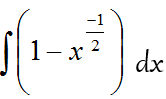 ∫(1 − x^(−1/2)) dx